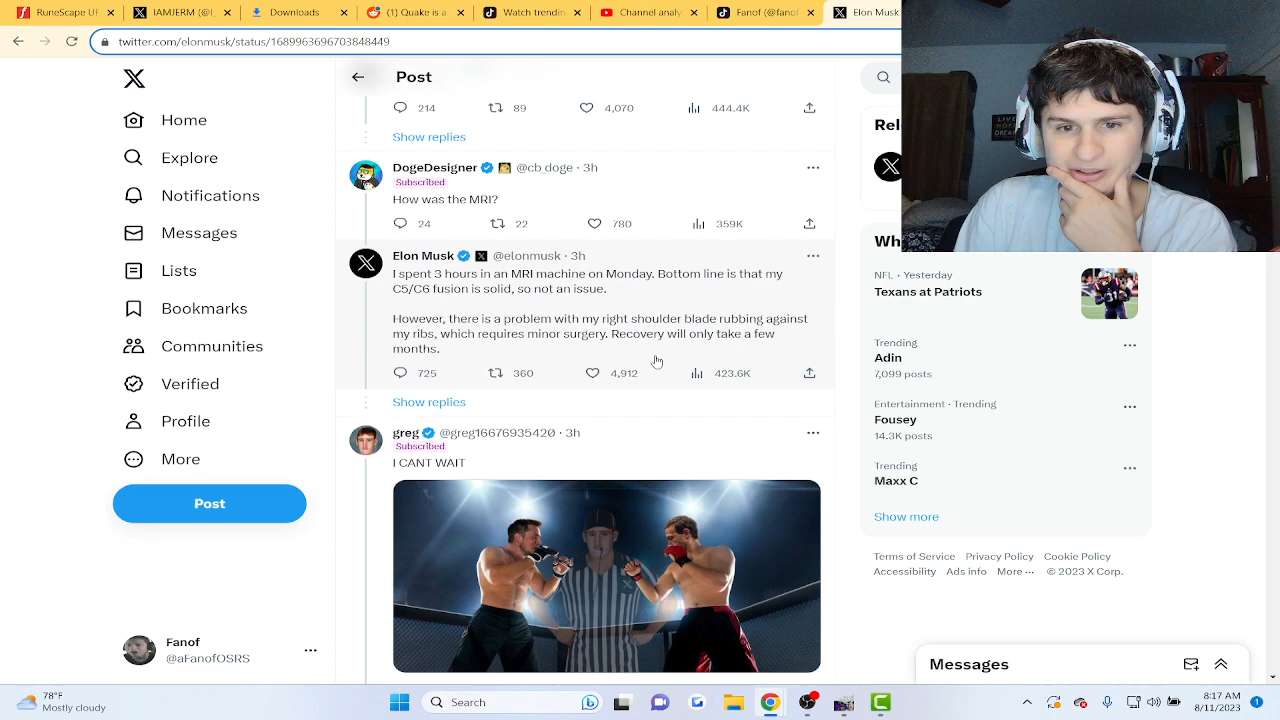 RuneScape UF
XIAMERM (@L
Downloads
Tutorial
Watch Trendin
Channel analy
Fanof (@fanof
Elon Mus
twitter.com/elonmusk/status/1689963696703848449
Post
214 89 4,070 444.4K
Show replies
DogeDesigner @cb_doge · 3h
Subscribed
How was the MRI?
24 22 780 359K
Elon Musk @elonmusk · 3h
I spent 3 hours in an MRI machine on Monday. Bottom line is that my
C5/C6 fusion is solid, so not an issue.
However, there is a problem with my right shoulder blade rubbing against
my ribs, which requires minor surgery. Recovery will only take a few
months.
725 360 4,912 423.6K
Show replies
greg @greg16676935420 · 3h
Subscribed
I CANT WAIT
Home
Explore
Notifications
Messages
Lists
Bookmarks
Communities
Verified
Profile
More
Post
Fanof
@aFanofOSRS
Rel
Wh
NFL · Yesterday
Texans at Patriots
Trending
Adin
7,099 posts
Entertainment · Trending
Fousey
14.3K posts
Trending
Maxx C
Show more
Terms of Service Privacy Policy Cookie Policy
Accessibility Ads info More ··· © 2023 X Corp.
Messages
78°F
Mostly cloudy
Search
8:17 AM
8/11/2023
1